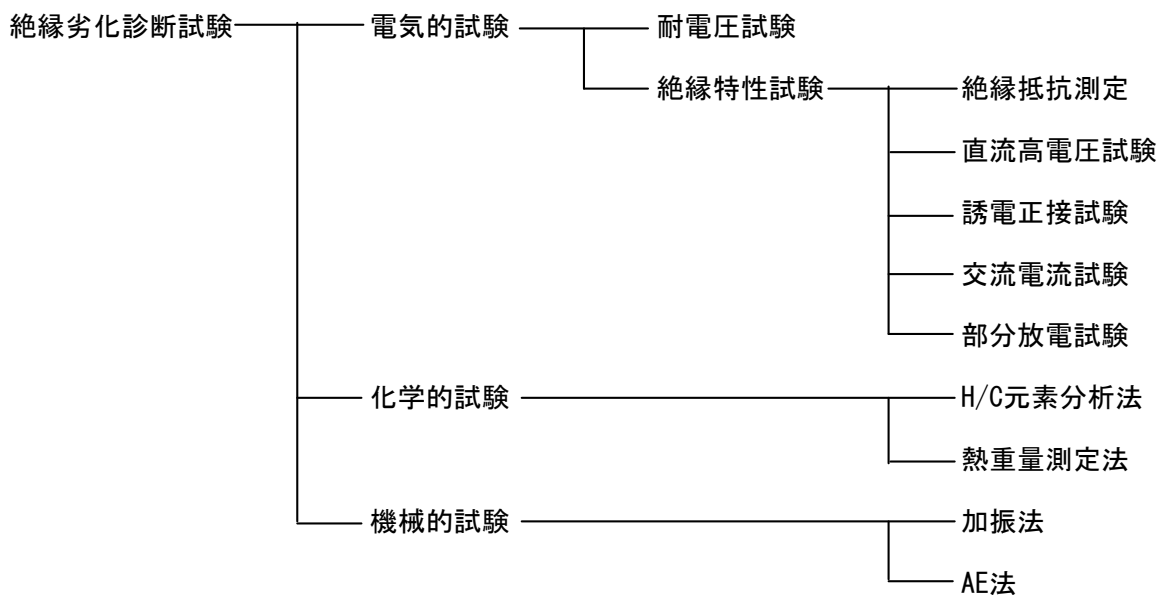 絶縁劣化診断試験 電気的試験 耐電圧試験
絶縁特性試験 絶縁抵抗測定
直流高電圧試験
誘電正接試験
交流電流試験
部分放電試験
化学的試験 H/C元素分析法
熱重量測定法
機械的試験 加振法
AE法